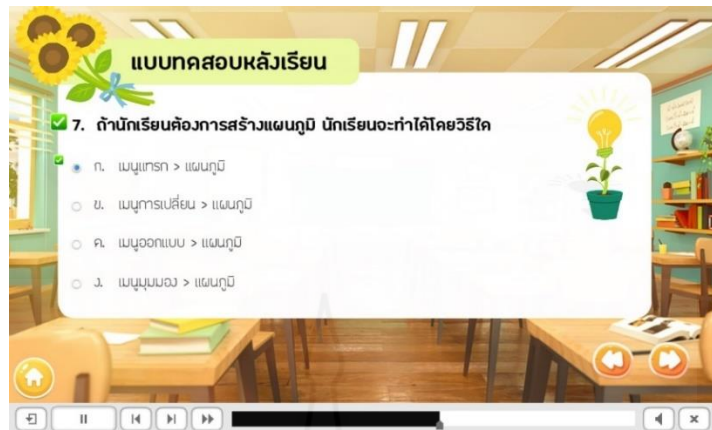 แบบทดสอบหลังเรียน
7. ถ้านักเรียนต้องการสร้างแผนภูมิ นักเรียนจะทำได้โดยวิธีใด
ก. เมนูแทรก > แผนภูมิ
ข. เมนูการเปลี่ยน > แผนภูมิ
ค. เมนูออกแบบ > แผนภูมิ
ง. เมนูมุมมอง > แผนภูมิ